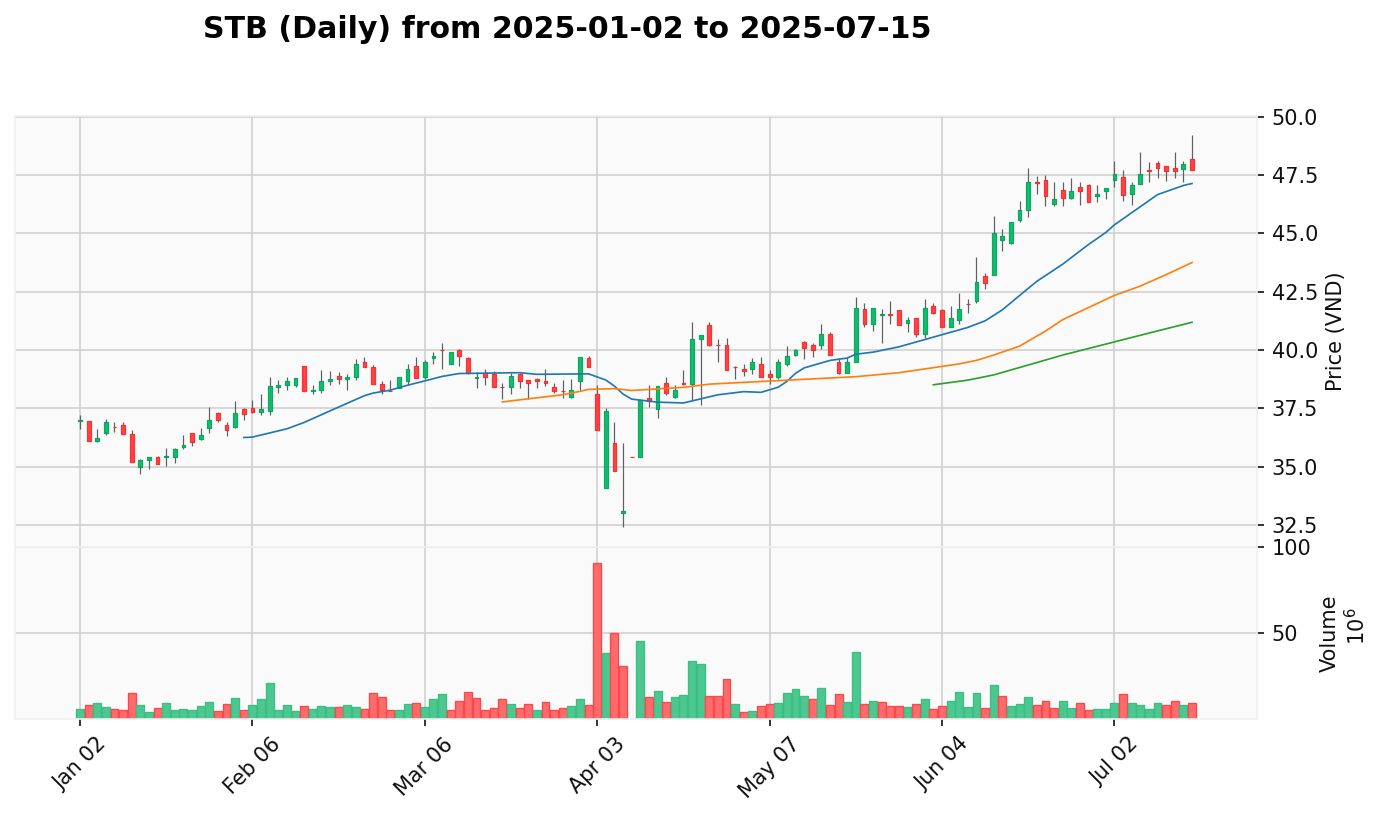 STB (Daily) from 2025-01-02 to 2025-07-15
50.0
47.5
45.0
42.5
40.0
37.5
35.0
32.5
Price (VND)
100
50
Volume
10⁶
Jan 02
Feb 06
Mar 06
Apr 03
May 07
Jun 04
Jul 02